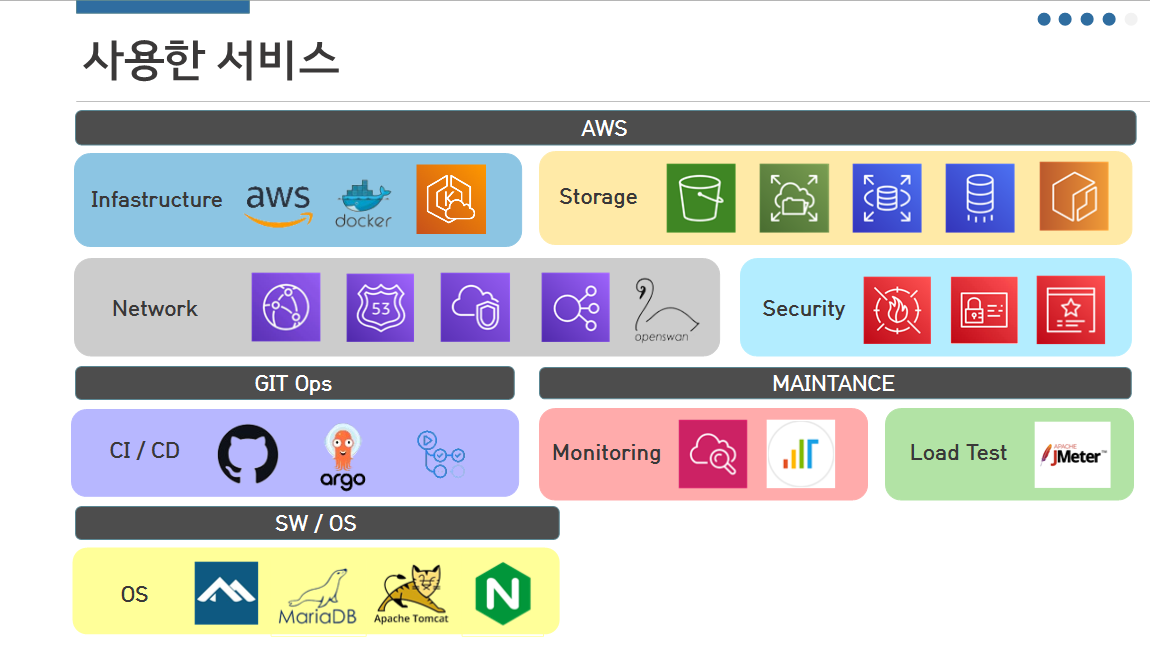 사용한 서비스
AWS
Infastructure
aws
docker
K
Storage
Network
53
openswan
Security
GIT Ops
MAINTANCE
CI / CD
argo
Monitoring
Load Test
APACHE
JMeter™
SW / OS
OS
MariaDB
Apache Tomcat
N